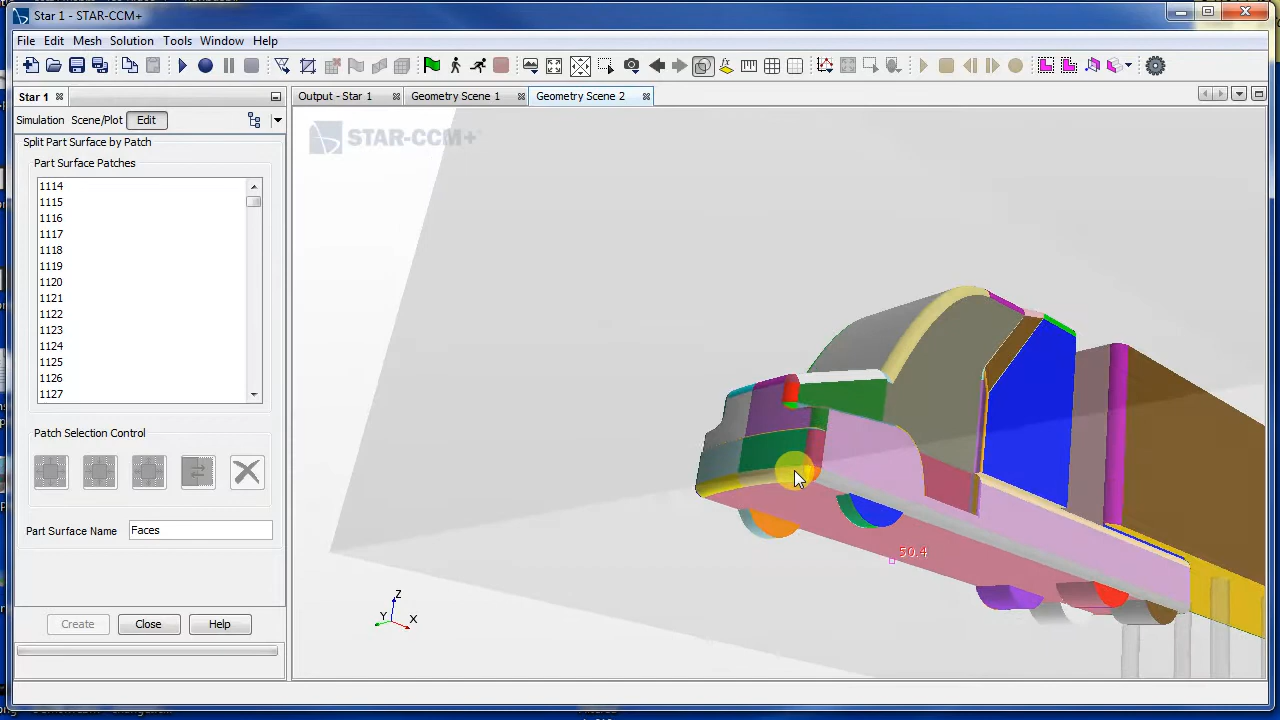 Star 1 - STAR-CCM+
File Edit Mesh Solution Tools Window Help
Star 1
Output - Star 1
Geometry Scene 1
Geometry Scene 2
Simulation Scene/Plot Edit
Split Part Surface by Patch
Part Surface Patches
1114
1115
1116
1117
1118
1119
1120
1121
1122
1123
1124
1125
1126
1127
Patch Selection Control
Part Surface Name Faces
Create Close Help
STAR-CCM+
50.4
Z
Y X